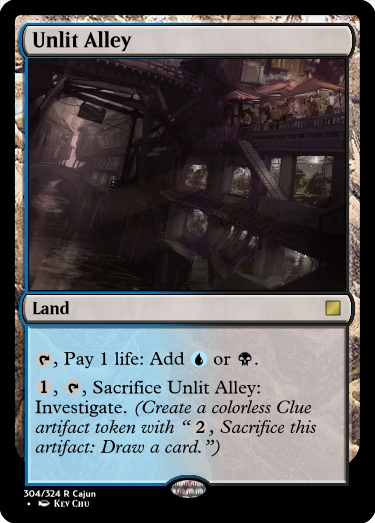 Unlit Alley
Land
, Pay 1 life: Add or .
1, , Sacrifice Unlit Alley:
Investigate. (Create a colorless Clue
artifact token with “ 2 , Sacrifice this
artifact: Draw a card.”)
304/324 R Cajun
• Kev Chu